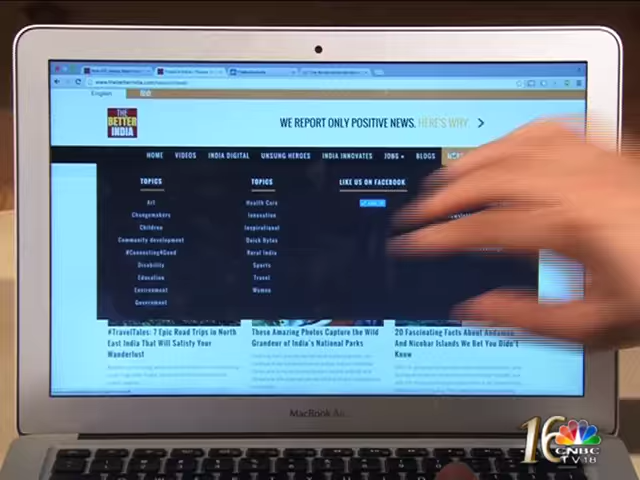 English हिंदी
THE
BETTER
INDIA
WE REPORT ONLY POSITIVE NEWS. HERE'S WHY.
HOME VIDEOS INDIA DIGITAL UNSUNG HEROES INDIA INNOVATES JOBS BLOGS
TOPICS TOPICS LIKE US ON FACEBOOK
Art Health Care
Changemakers Innovation
Children Inspirational
Community development Quick Bytes
#Connecting4Good Rural India
Disability Sports
Education Travel
Environment Women
Government
#TravelTales: 7 Epic Road Trips in North
East India That Will Satisfy Your
Wanderlust
These Amazing Photos Capture the Wild
Grandeur of India's National Parks
20 Fascinating Facts About Andaman
And Nicobar Islands We Bet You Didn't
Know
MacBook Air
16
CNBC
TV18